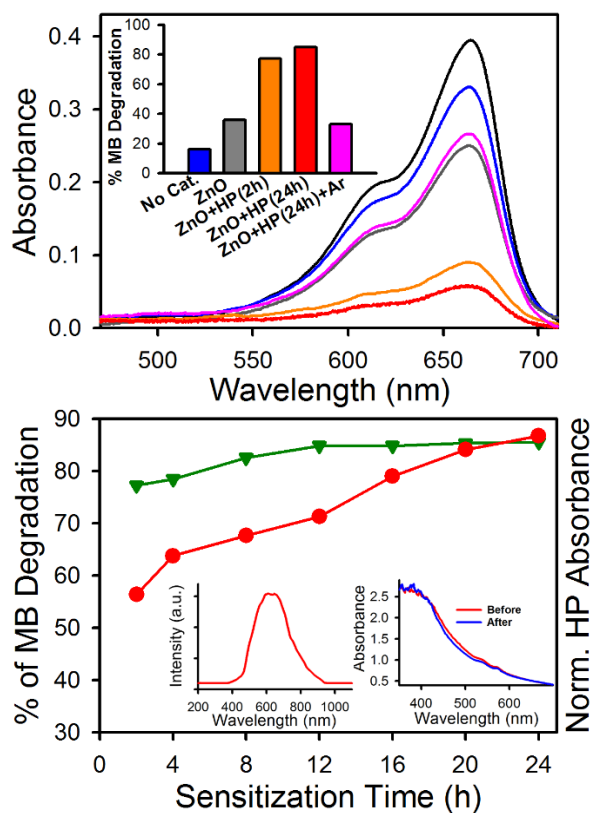 0.4
0.3
0.2
0.1
0.0
Absorbance
% MB Degradation
100
80
60
40
20
0
No Cat.
ZnO
ZnO+HP(2h)
ZnO+HP(24h)
ZnO+HP(24h)+Ar
500 550 600 650 700
Wavelength (nm)
90
80
70
60
50
40
30
% of MB Degradation
Norm. HP Absorbance
Intensity (a.u.)
200 400 600 800 1000
Wavelength (nm)
Absorbance
2.5
2.0
1.5
1.0
0.5
Before
After
400 500 600
Wavelength (nm)
0 4 8 12 16 20 24
Sensitization Time (h)